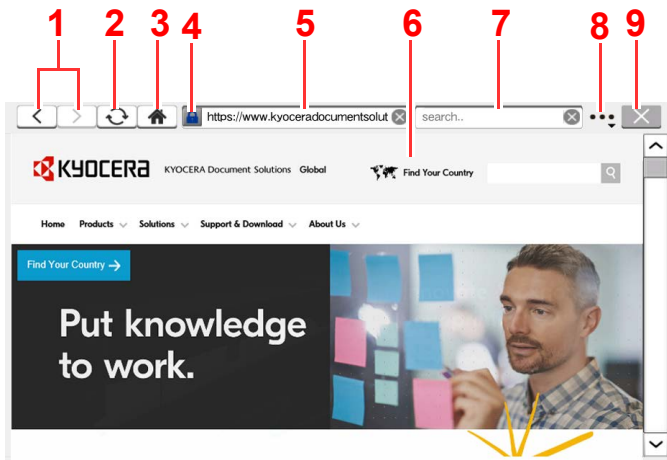 1 2 3 4 5 6 7 8 9
https://www.kyoceradocumentsolut search..
KYOCERA KYOCERA Document Solutions Global Find Your Country
Home Products Solutions Support & Download About Us
Find Your Country
Put knowledge
to work.